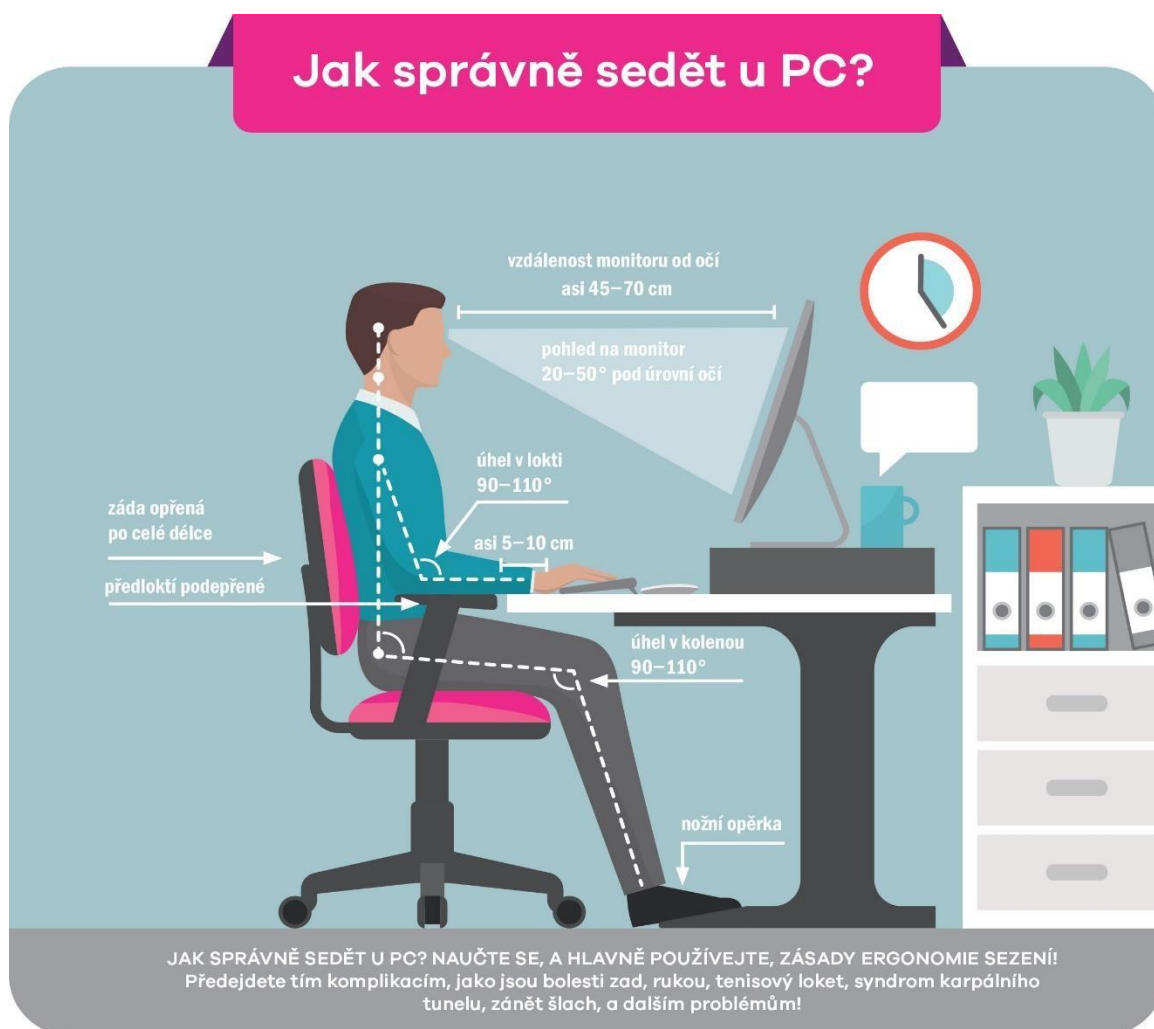 Jak správně sedět u PC?
vzdálenost monitoru od očí
asi 45–70 cm
pohled na monitor
20–50° pod úrovní očí
úhel v lokti
90–110°
záda opřená
po celé délce
asi 5–10 cm
předloktí podepřené
úhel v kolenou
90–110°
nožní opěrka
JAK SPRÁVNĚ SEDĚT U PC? NAUČTE SE, A HLAVNĚ POUŽÍVEJTE, ZÁSADY ERGONOMIE SEZENÍ!
Předejdete tím komplikacím, jako jsou bolesti zad, rukou, tenisový loket, syndrom karpálního
tunelu, zánět šlach, a dalším problémům!